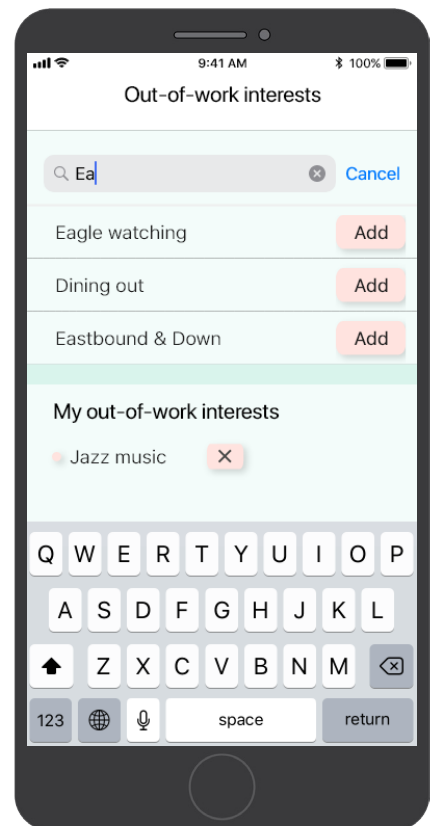 9:41 AM 100%
Out-of-work interests
Ea Cancel
Eagle watching Add
Dining out Add
Eastbound & Down Add
My out-of-work interests
Jazz music
Q W E R T Y U I O P
A S D F G H J K L
Z X C V B N M
123 space return